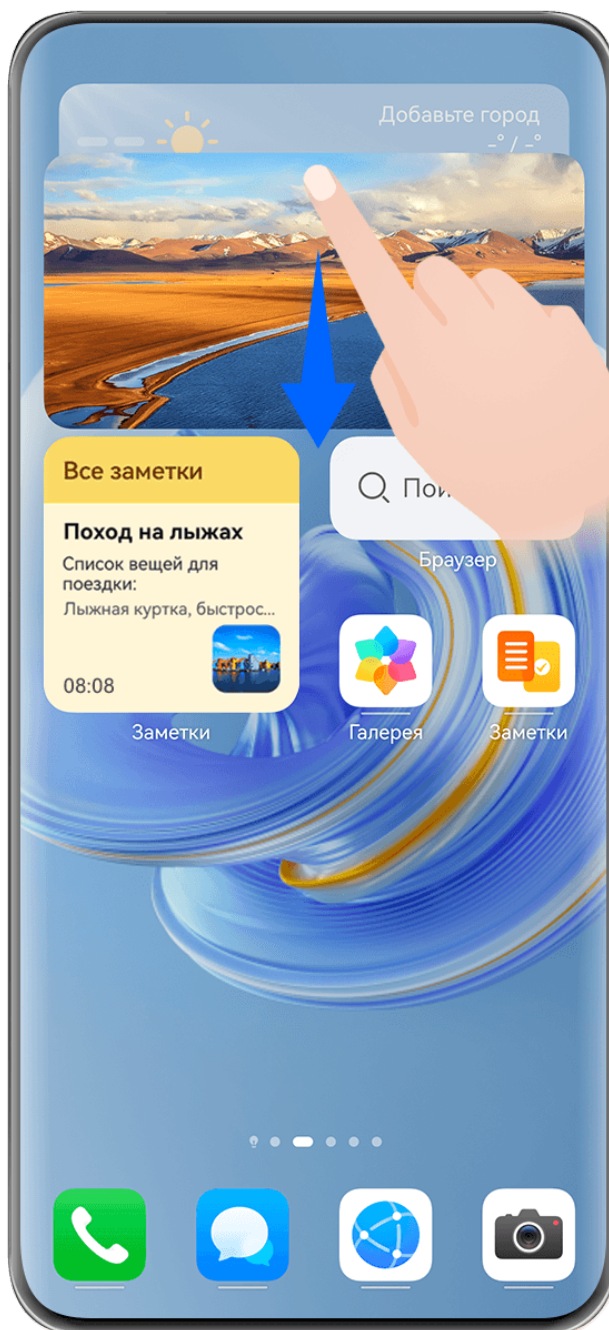 Добавьте город
-° / -°
Все заметки
Поход на лыжах
Список вещей для
поездки:
Лыжная куртка, быстрос...
08:08
Заметки
Браузер
Галерея
Заметки